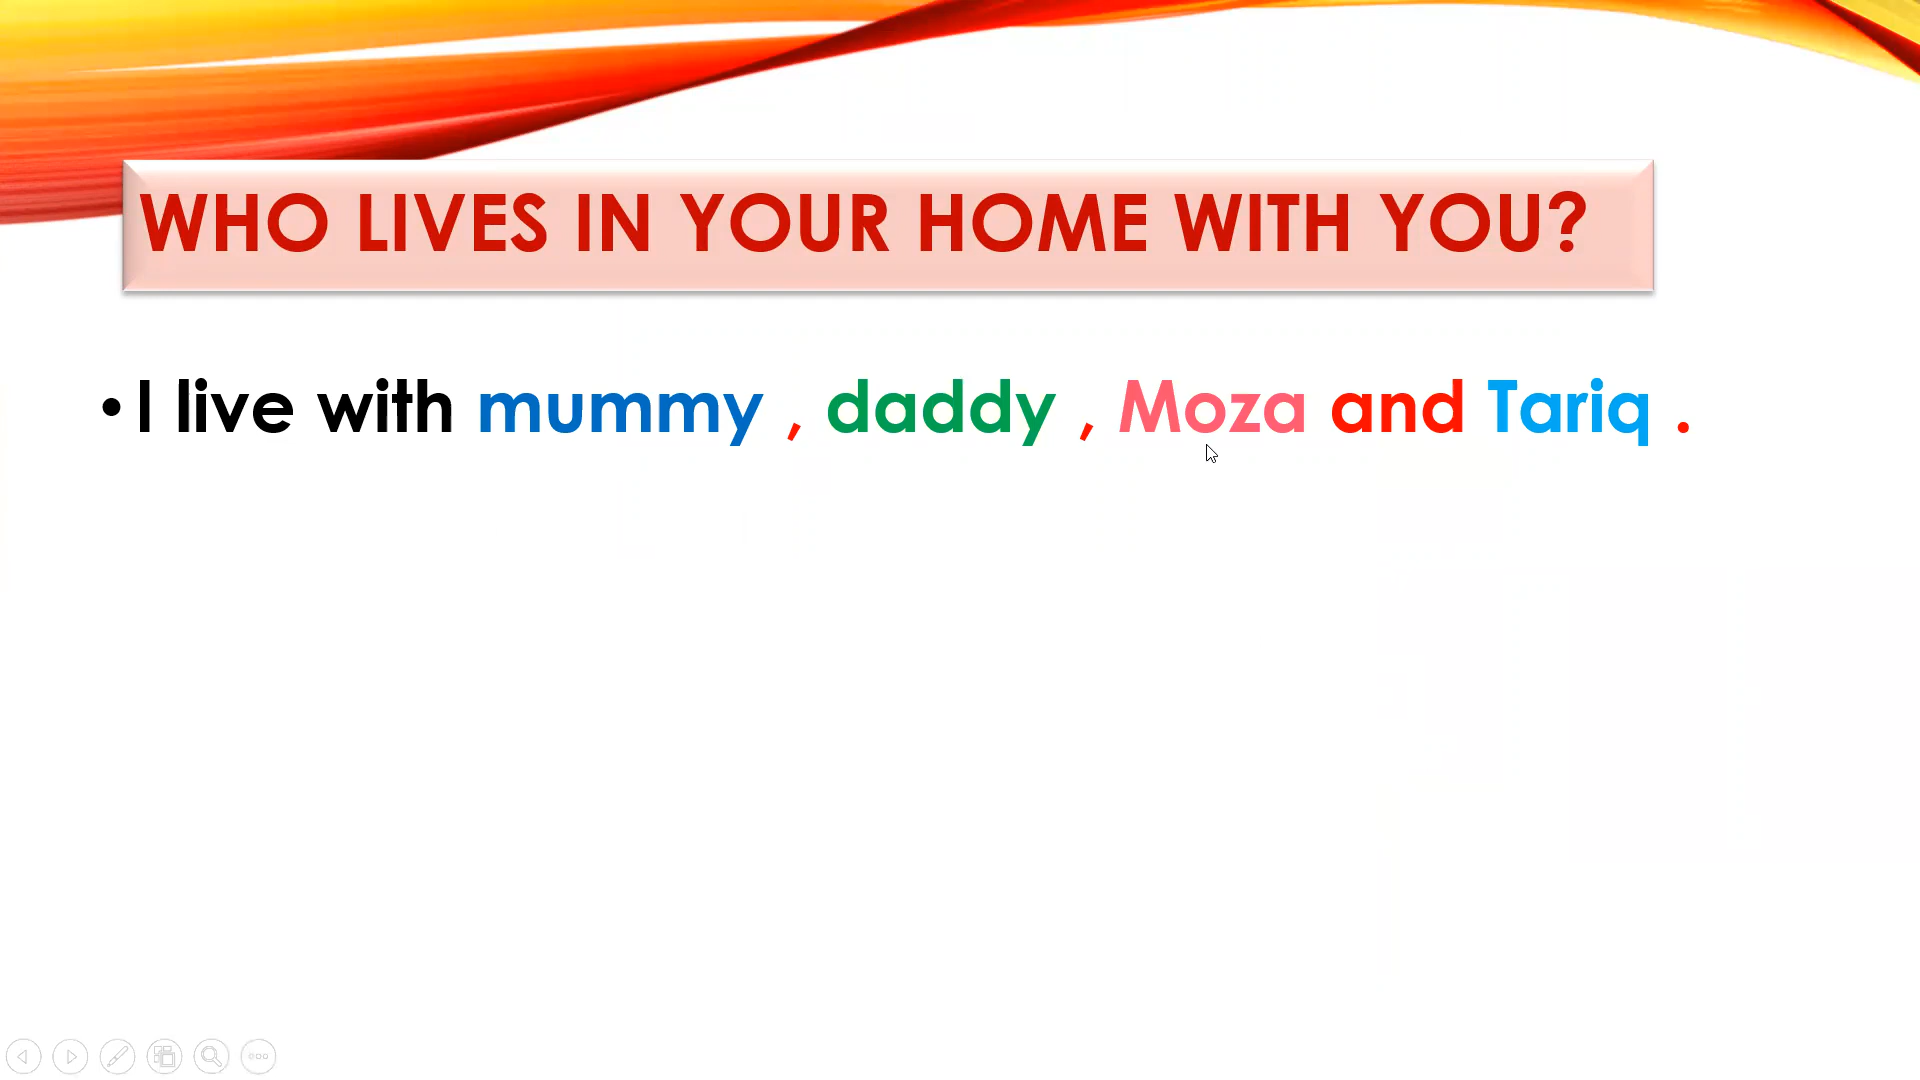 WHO LIVES IN YOUR HOME WITH YOU?
• I live with mummy , daddy , Moza and Tariq .